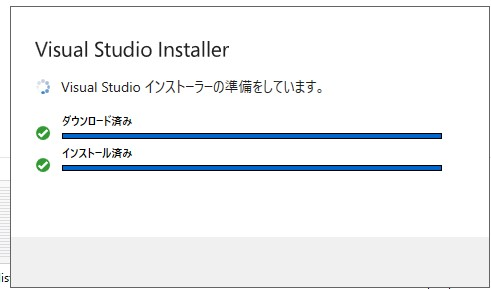 Visual Studio Installer
Visual Studio インストーラーの準備をしています。
ダウンロード済み
インストール済み